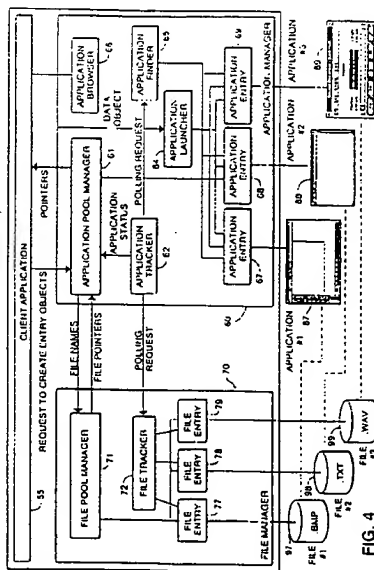 55
CLIENT APPLICATION
REQUEST TO CREATE ENTRY OBJECTS
POINTERS
FILE NAMES
FILE POINTERS
FILE POOL MANAGER
71
APPLICATION POOL MANAGER
61
APPLICATION BROWSER
66
APPLICATION STATUS
DATA OBJECT
POLLING REQUEST
APPLICATION TRACKER
62
APPLICATION FINDER
65
64
APPLICATION LAUNCHER
POLLING REQUEST
FILE TRACKER
72
70
60
FILE ENTRY
77
FILE ENTRY
78
FILE ENTRY
79
FILE MANAGER
APPLICATION ENTRY
67
APPLICATION ENTRY
68
APPLICATION ENTRY
69
APPLICATION MANAGER
APPLICATION #1
87
APPLICATION #2
88
APPLICATION #3
89
97
.BMP
FILE #1
98
.TXT
FILE #2
99
.WAV
FILE #3
FIG. 4